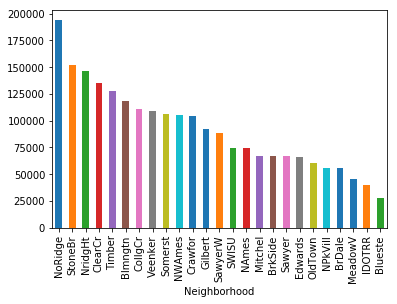 200000
175000
150000
125000
100000
75000
50000
25000
0
NoRidge
StoneBr
NridgHt
ClearCr
Timber
Blmngtn
CollgCr
Veenker
Somerst
NWAmes
Crawfor
Gilbert
SawyerW
SWISU
NAmes
Mitchel
BrkSide
Sawyer
Edwards
OldTown
NPkVill
BrDale
MeadowV
IDOTRR
Blueste
Neighborhood